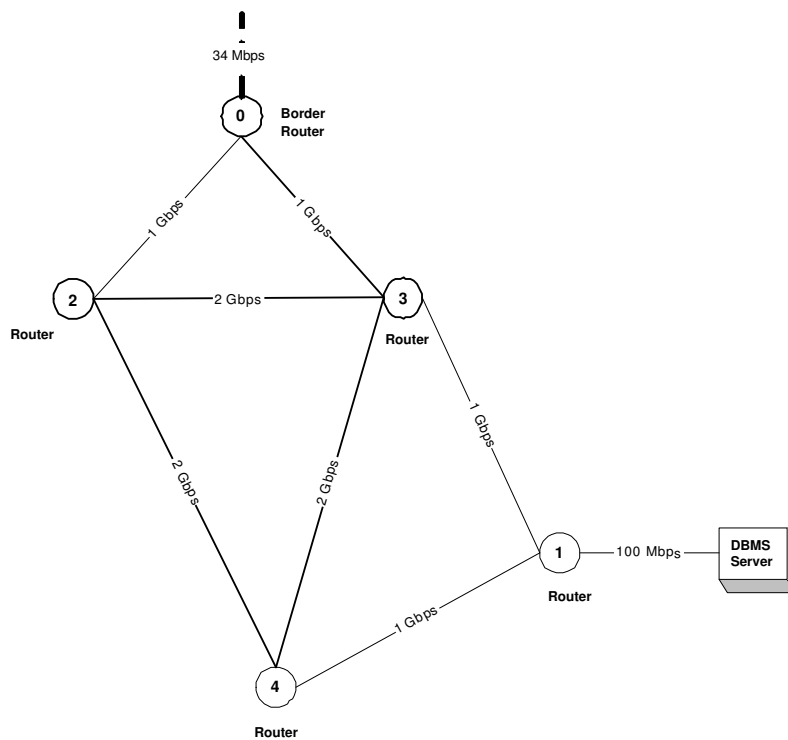 34 Mbps
0
Border
Router
1 Gbps
1 Gbps
2
2 Gbps
3
Router
Router
1 Gbps
2 Gbps
2 Gbps
1
100 Mbps
DBMS
Server
Router
1 Gbps
4
Router